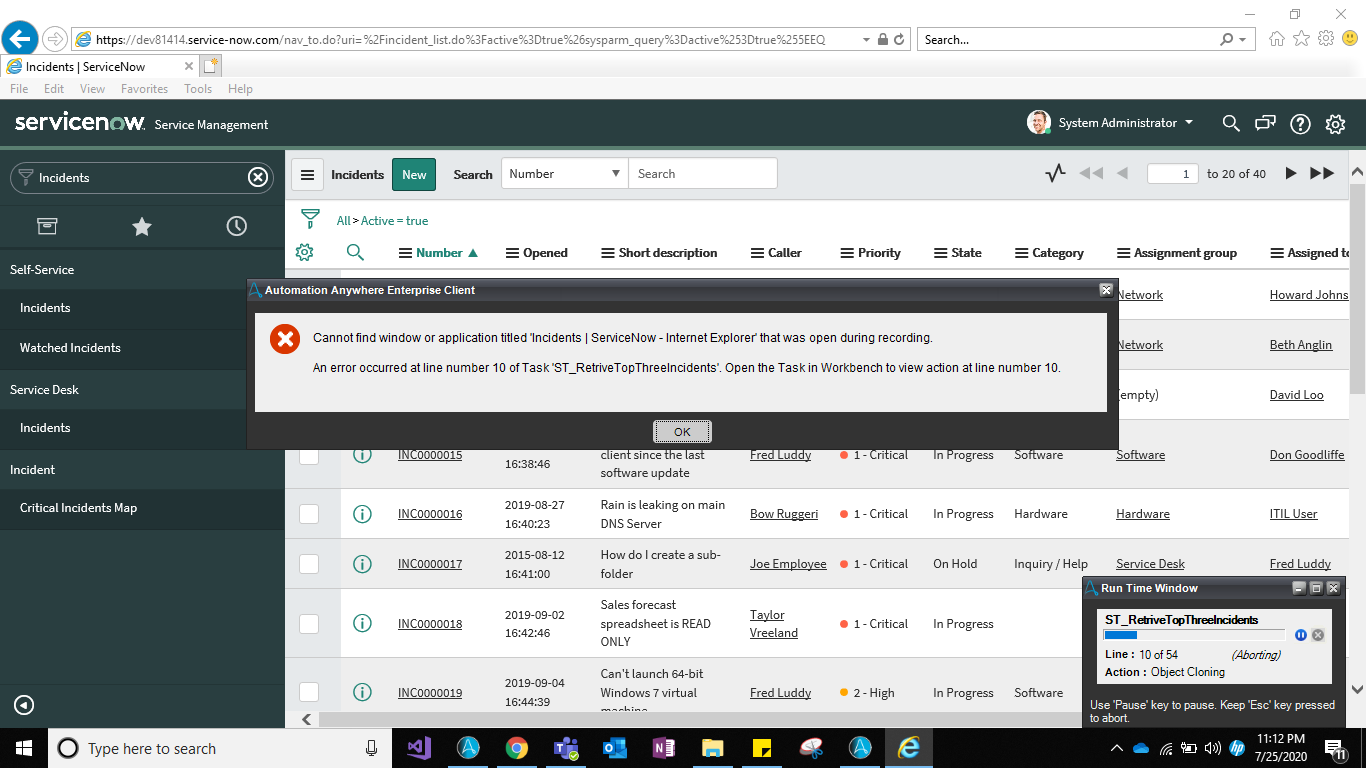 https://dev81414.service-now.com/nav_to.do?uri=%2Fincident_list.do%3Factive%3Dtrue%26sysparm_query%3Dactive%253Dtrue%255EEQ
Search...
Incidents | ServiceNow
File Edit View Favorites Tools Help
servicenow. Service Management
System Administrator
Incidents
Incidents New Search Number Search
1 to 20 of 40
All > Active = true
Number Opened Short description Caller Priority State Category Assignment group Assigned to
Self-Service
Incidents
Watched Incidents
Service Desk
Incidents
Incident
Critical Incidents Map
Network Howard Johns
Network Beth Anglin
(empty) David Loo
Automation Anywhere Enterprise Client
Cannot find window or application titled 'Incidents | ServiceNow - Internet Explorer' that was open during recording.
An error occurred at line number 10 of Task 'ST_RetriveTopThreeIncidents'. Open the Task in Workbench to view action at line number 10.
OK
INC0000015
16:38:46
client since the last
software update
Fred Luddy 1 - Critical In Progress Software Software Don Goodliffe
INC0000016
2019-08-27
16:40:23
Rain is leaking on main
DNS Server
Bow Ruggeri 1 - Critical In Progress Hardware Hardware ITIL User
INC0000017
2015-08-12
16:41:00
How do I create a sub-
folder
Joe Employee 1 - Critical On Hold Inquiry / Help Service Desk Fred Luddy
INC0000018
2019-09-02
16:42:46
Sales forecast
spreadsheet is READ
ONLY
Taylor
Vreeland
1 - Critical In Progress
INC0000019
2019-09-04
16:44:39
Can't launch 64-bit
Windows 7 virtual
machine
Fred Luddy 2 - High In Progress Software
Run Time Window
ST_RetriveTopThreeIncidents
Line : 10 of 54 (Aborting)
Action : Object Cloning
Use 'Pause' key to pause. Keep 'Esc' key pressed
to abort.
Type here to search
11:12 PM
7/25/2020
11